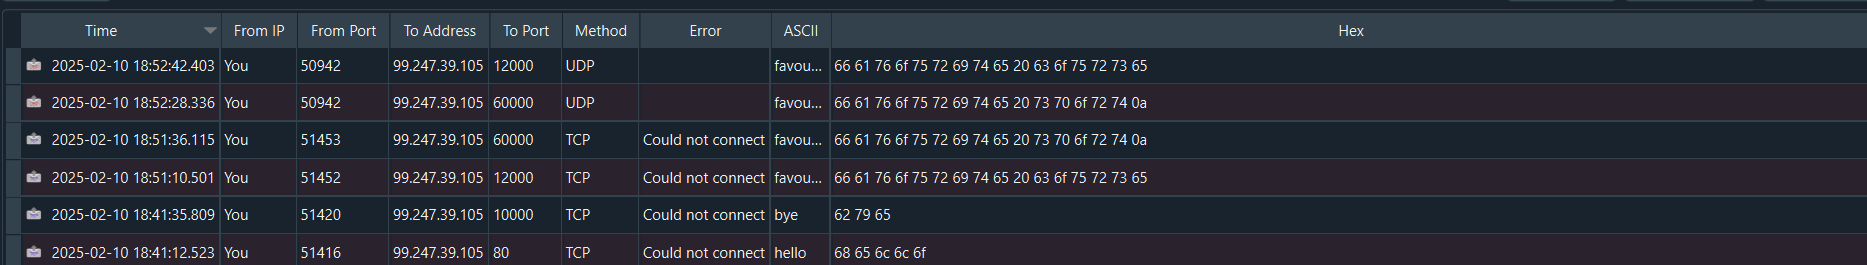 Time From IP From Port To Address To Port Method Error ASCII Hex
2025-02-10 18:52:42.403 You 50942 99.247.39.105 12000 UDP favou... 66 61 76 6f 75 72 69 74 65 20 63 6f 75 72 73 65
2025-02-10 18:52:28.336 You 50942 99.247.39.105 60000 UDP favou... 66 61 76 6f 75 72 69 74 65 20 73 70 6f 72 74 0a
2025-02-10 18:51:36.115 You 51453 99.247.39.105 60000 TCP Could not connect favou... 66 61 76 6f 75 72 69 74 65 20 73 70 6f 72 74 0a
2025-02-10 18:51:10.501 You 51452 99.247.39.105 12000 TCP Could not connect favou... 66 61 76 6f 75 72 69 74 65 20 63 6f 75 72 73 65
2025-02-10 18:41:35.809 You 51420 99.247.39.105 10000 TCP Could not connect bye 62 79 65
2025-02-10 18:41:12.523 You 51416 99.247.39.105 80 TCP Could not connect hello 68 65 6c 6c 6f